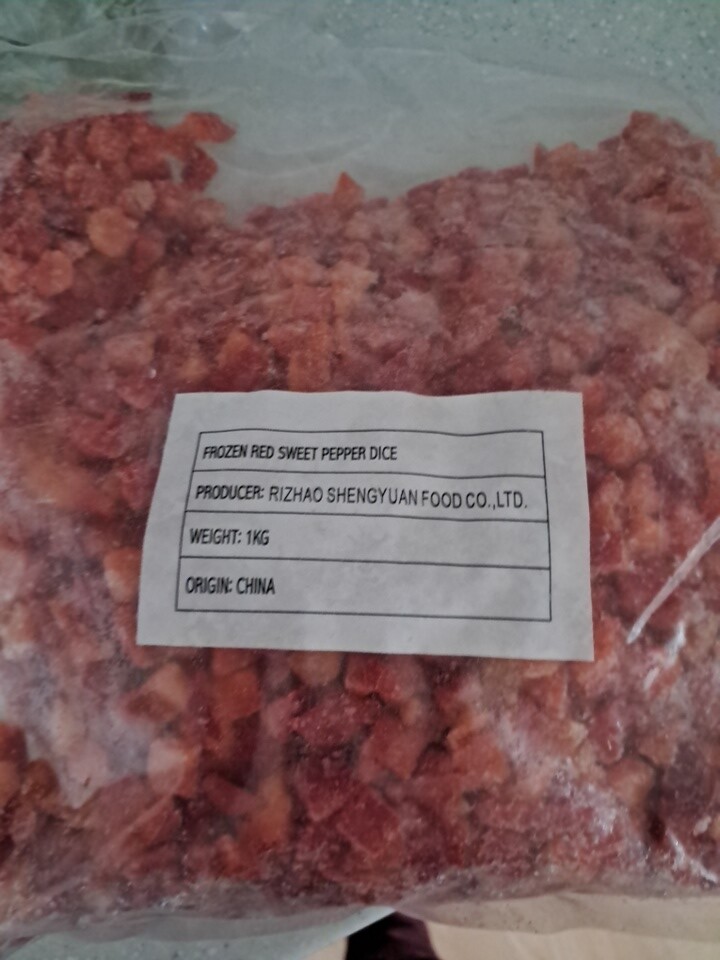 FROZEN RED SWEET PEPPER DICE
PRODUCER: RIZHAO SHENGYUAN FOOD CO.,LTD.
WEIGHT: 1KG
ORIGIN: CHINA